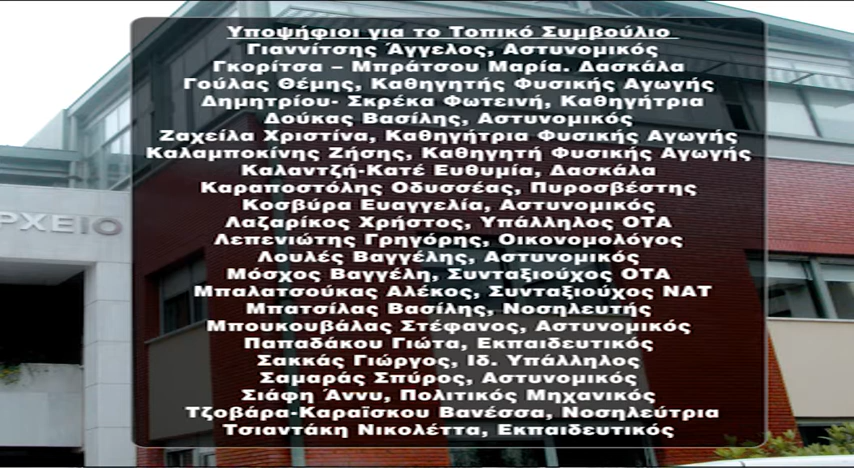 Υποψήφιοι για το Τοπικό Συμβούλιο
Γιαννίτσης Άγγελος, Αστυνομικός
Γκορίτσα – Μπράτσου Μαρία. Δασκάλα
Γούλας Θέμης, Καθηγητής Φυσικής Αγωγής
Δημητρίου- Σκρέκα Φωτεινή, Καθηγήτρια
Δούκας Βασίλης, Αστυνομικός
Ζαχείλα Χριστίνα, Καθηγήτρια Φυσικής Αγωγής
Καλαμποκίνης Ζήσης, Καθηγητή Φυσικής Αγωγής
Καλαντζή-Κατέ Ευθυμία, Δασκάλα
Καραποστόλης Οδυσσέας, Πυροσβέστης
Κοσβύρα Ευαγγελία, Αστυνομικός
Λαζαρίκος Χρήστος, Υπάλληλος ΟΤΑ
Λεπενιώτης Γρηγόρης, Οικονομολόγος
Λουλές Βαγγέλης, Αστυνομικός
Μόσχος Βαγγέλη, Συνταξιούχος ΟΤΑ
Μπαλατσούκας Αλέκος, Συνταξιούχος ΝΑΤ
Μπατσίλας Βασίλης, Νοσηλευτής
Μπουκουβάλας Στέφανος, Αστυνομικός
Παπαδάκου Γιώτα, Εκπαιδευτικός
Σακκάς Γιώργος, Ιδ. Υπάλληλος
Σαμαράς Σπύρος, Αστυνομικός
Σιάφη Άννυ, Πολιτικός Μηχανικός
Τζοβάρα-Καραΐσκου Βανέσσα, Νοσηλεύτρια
Τσιαντάκη Νικολέττα, Εκπαιδευτικός
ΡΧΕΙΟ